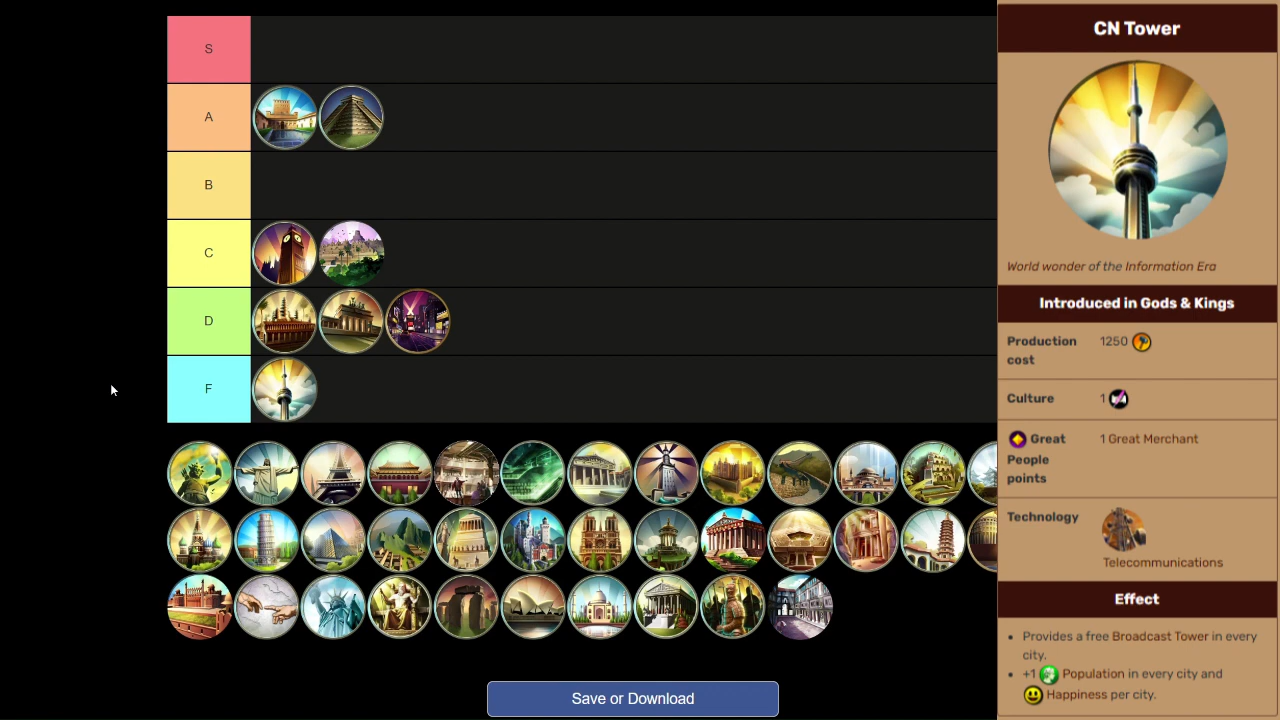 S
A
B
C
D
F
Save or Download
CN Tower
World wonder of the Information Era
Introduced in Gods & Kings
Production
cost
1250
Culture
1
Great
People
points
1 Great Merchant
Technology
Telecommunications
Effect
Provides a free Broadcast Tower in every
city.
+1 Population in every city and
Happiness per city.